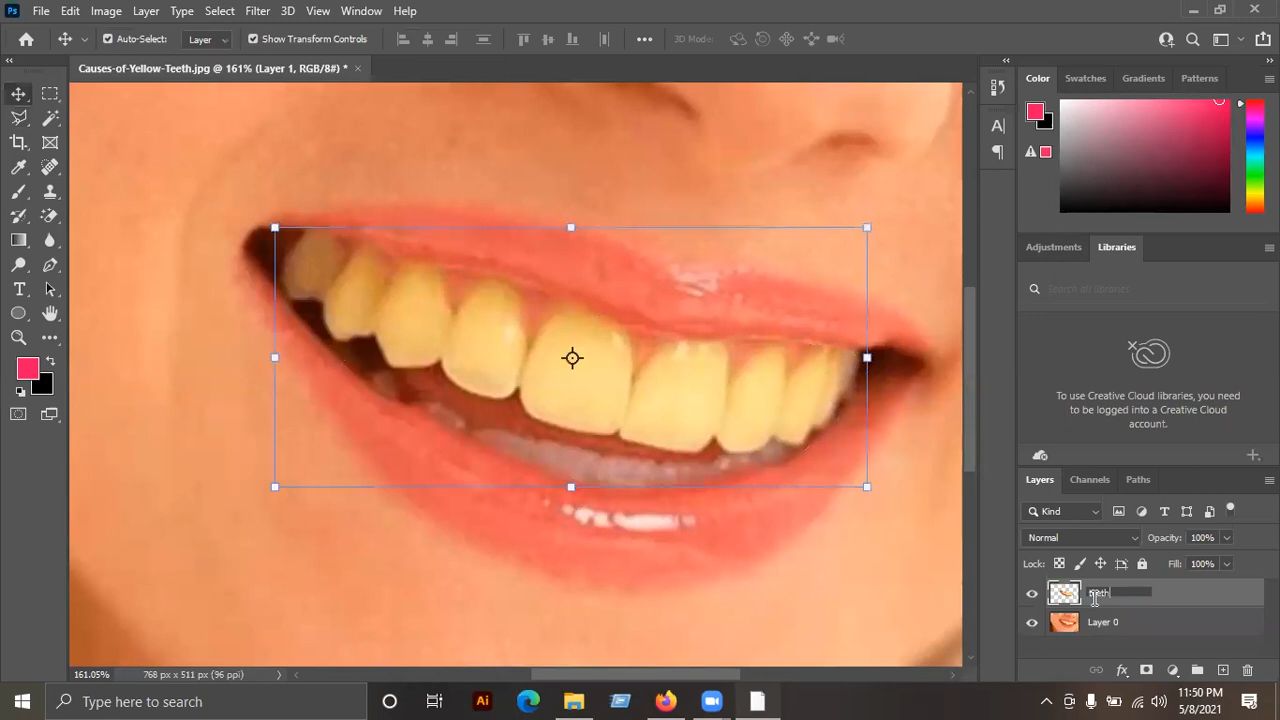 Ps File Edit Image Layer Type Select Filter 3D View Window Help
Auto-Select: Layer Show Transform Controls 3D Mode:
Causes-of-Yellow-Teeth.jpg @ 161% (Layer 1, RGB/8#) *
Color Swatches Gradients Patterns
Adjustments Libraries
Search all libraries
To use Creative Cloud libraries, you
need to be logged into a Creative Cloud
account.
Layers Channels Paths
Kind
Normal Opacity: 100%
Lock: Fill: 100%
Layer 0
161.05% 768 px x 511 px (96 ppi)
Type here to search
Ai
11:50 PM
5/8/2021